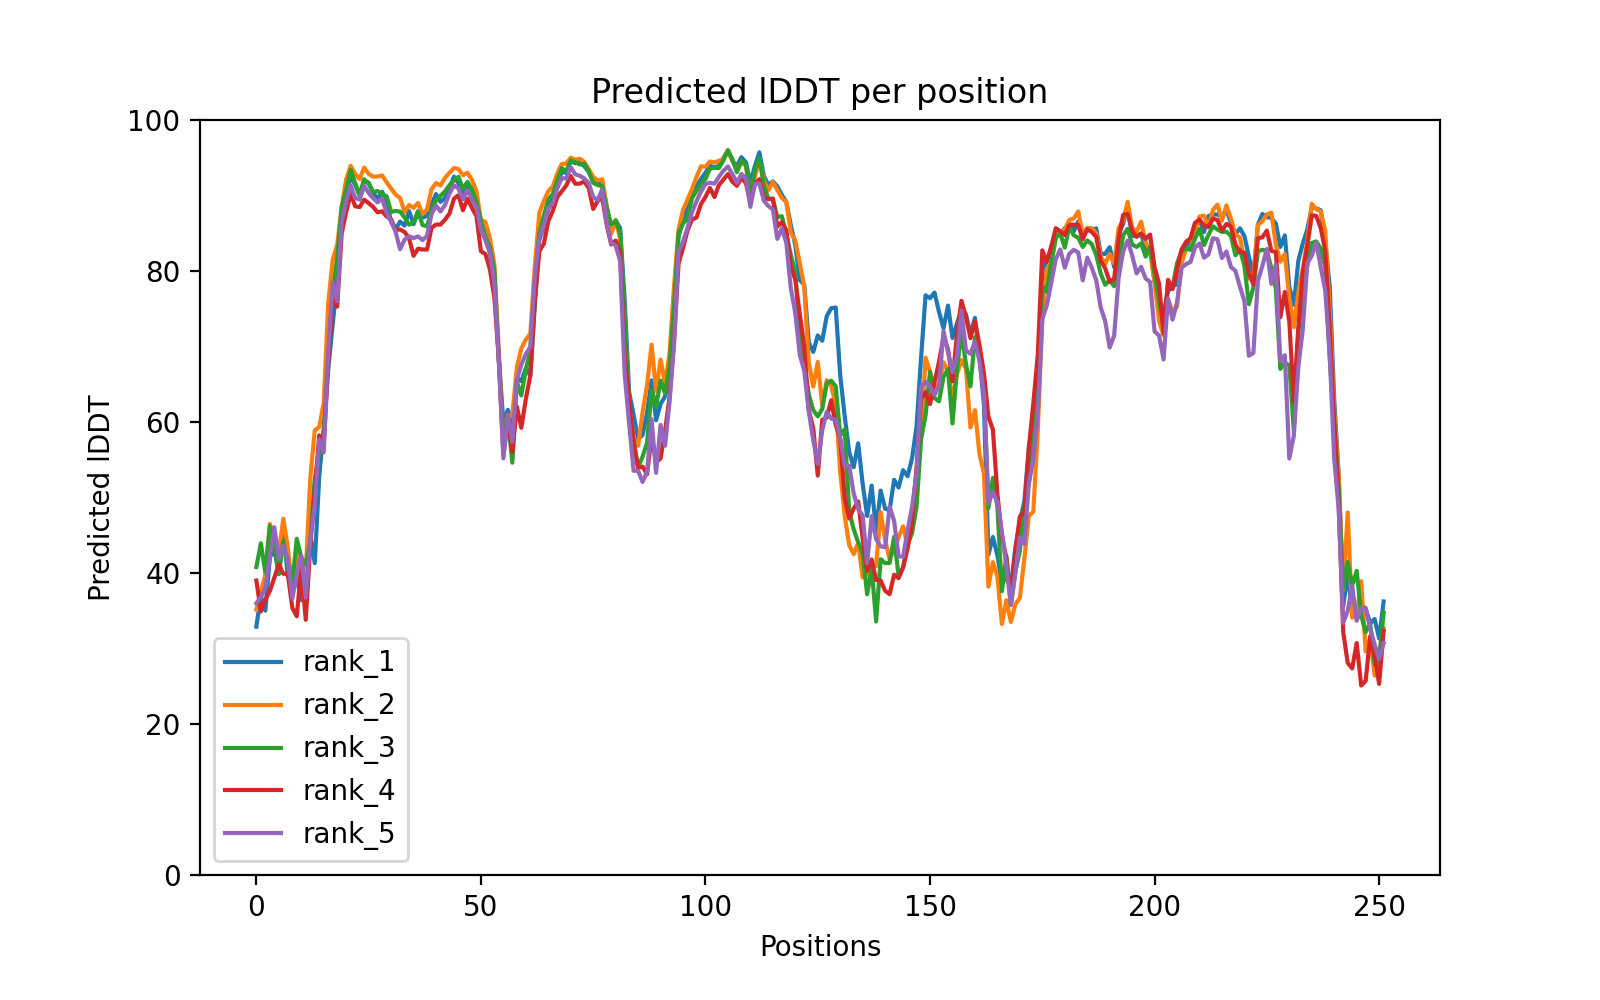 Predicted lDDT per position
100
80
60
40
20
0
Predicted lDDT
rank_1
rank_2
rank_3
rank_4
rank_5
0 50 100 150 200 250
Positions